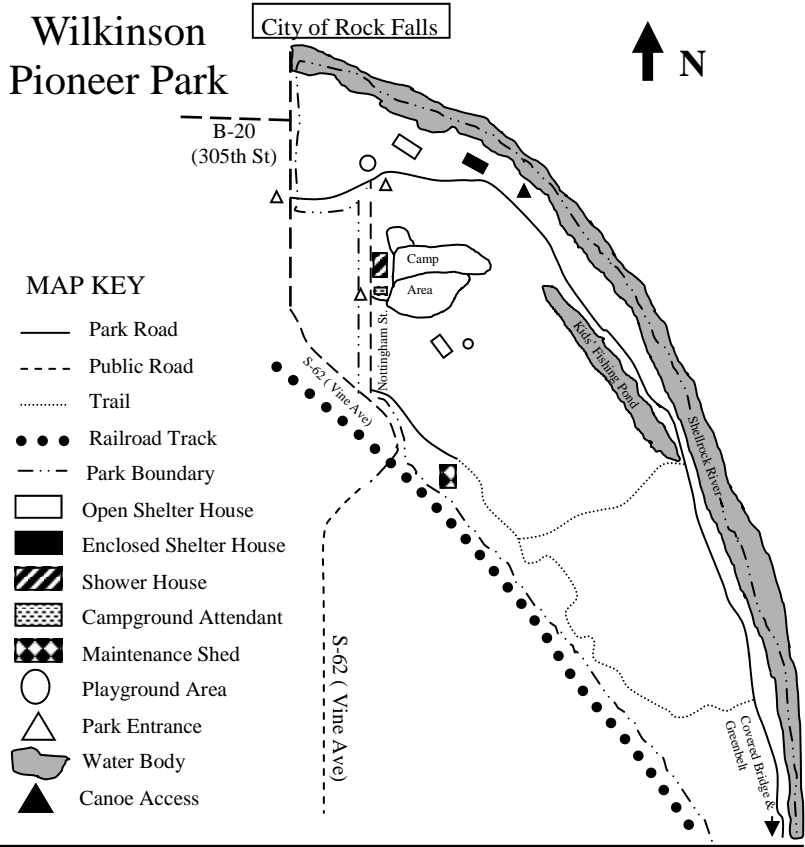 Wilkinson
Pioneer Park
City of Rock Falls
N
B-20
(305th St)
Camp
Area
Nottingham St.
S-62 ( Vine Ave)
Kids' Fishing Pond
Shellrock River
MAP KEY
Park Road
Public Road
Trail
Railroad Track
Park Boundary
Open Shelter House
Enclosed Shelter House
Shower House
Campground Attendant
Maintenance Shed
Playground Area
Park Entrance
Water Body
Canoe Access
S-62 ( Vine Ave)
Covered Bridge &
Greenbelt